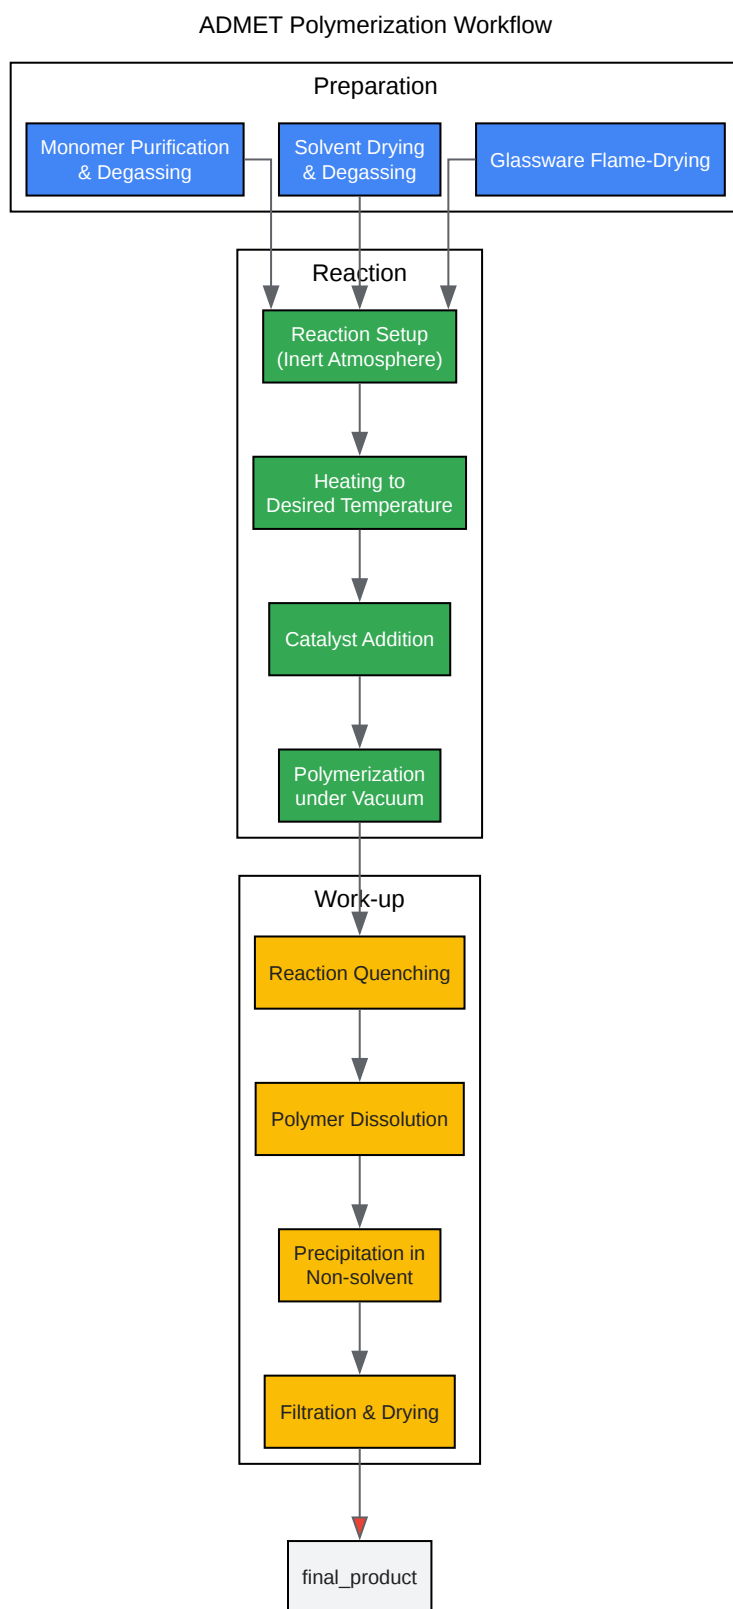 ADMET Polymerization Workflow
Preparation
Monomer Purification
& Degassing
Solvent Drying
& Degassing
Glassware Flame-Drying
Reaction
Reaction Setup
(Inert Atmosphere)
Heating to
Desired Temperature
Catalyst Addition
Polymerization
under Vacuum
Work-up
Reaction Quenching
Polymer Dissolution
Precipitation in
Non-solvent
Filtration & Drying
final_product